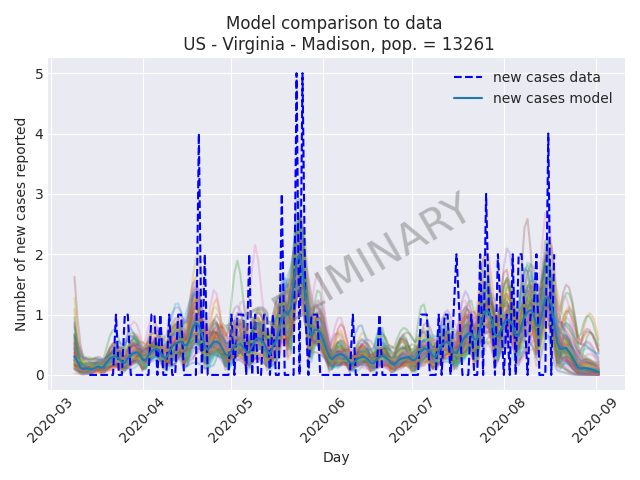 Model comparison to data
US - Virginia - Madison, pop. = 13261
new cases data
new cases model
PRELIMINARY
Number of new cases reported
5
4
3
2
1
0
2020-03
2020-04
2020-05
2020-06
2020-07
2020-08
2020-09
Day